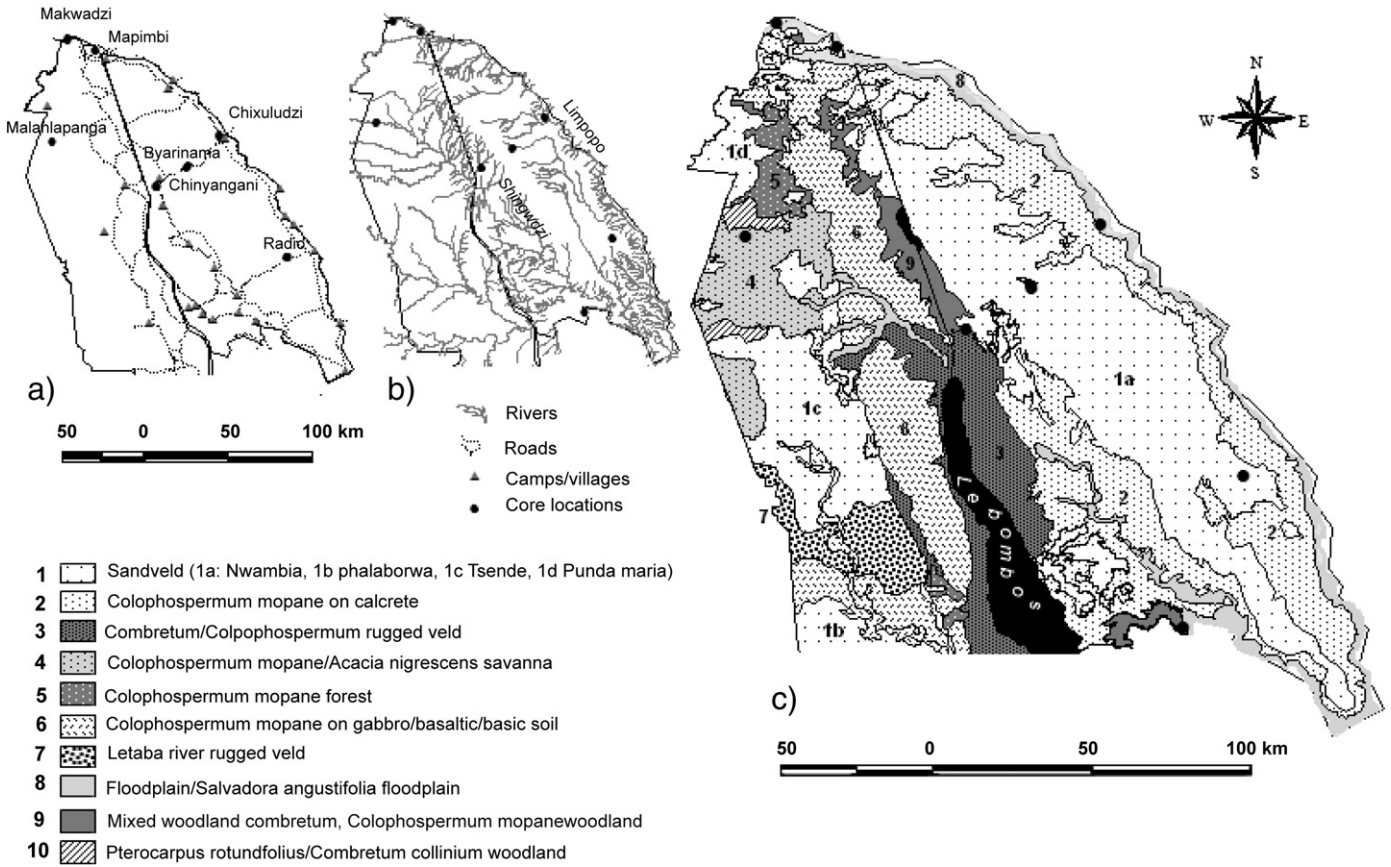 Makwadzi
Mapimbi
Chixuludzi
Malahlapanga
Byarinama
Chinyangani
Radio
a)
Limpopo
Shingwdzi
b)
N
W E
S
8
1d
2
5
6
9
4
1a
1c
6
3
Lebombos
7
2
2
1b
c)
50 0 50 100 km
Rivers
Roads
Camps/villages
Core locations
50 0 50 100 km
1 Sandveld (1a: Nwambia, 1b phalaborwa, 1c Tsende, 1d Punda maria)
2 Colophospermum mopane on calcrete
3 Combretum/Colpophospermum rugged veld
4 Colophospermum mopane/Acacia nigrescens savanna
5 Colophospermum mopane forest
6 Colophospermum mopane on gabbro/basaltic/basic soil
7 Letaba river rugged veld
8 Floodplain/Salvadora angustifolia floodplain
9 Mixed woodland combretum, Colophospermum mopanewoodland
10 Pterocarpus rotundfolius/Combretum collinium woodland